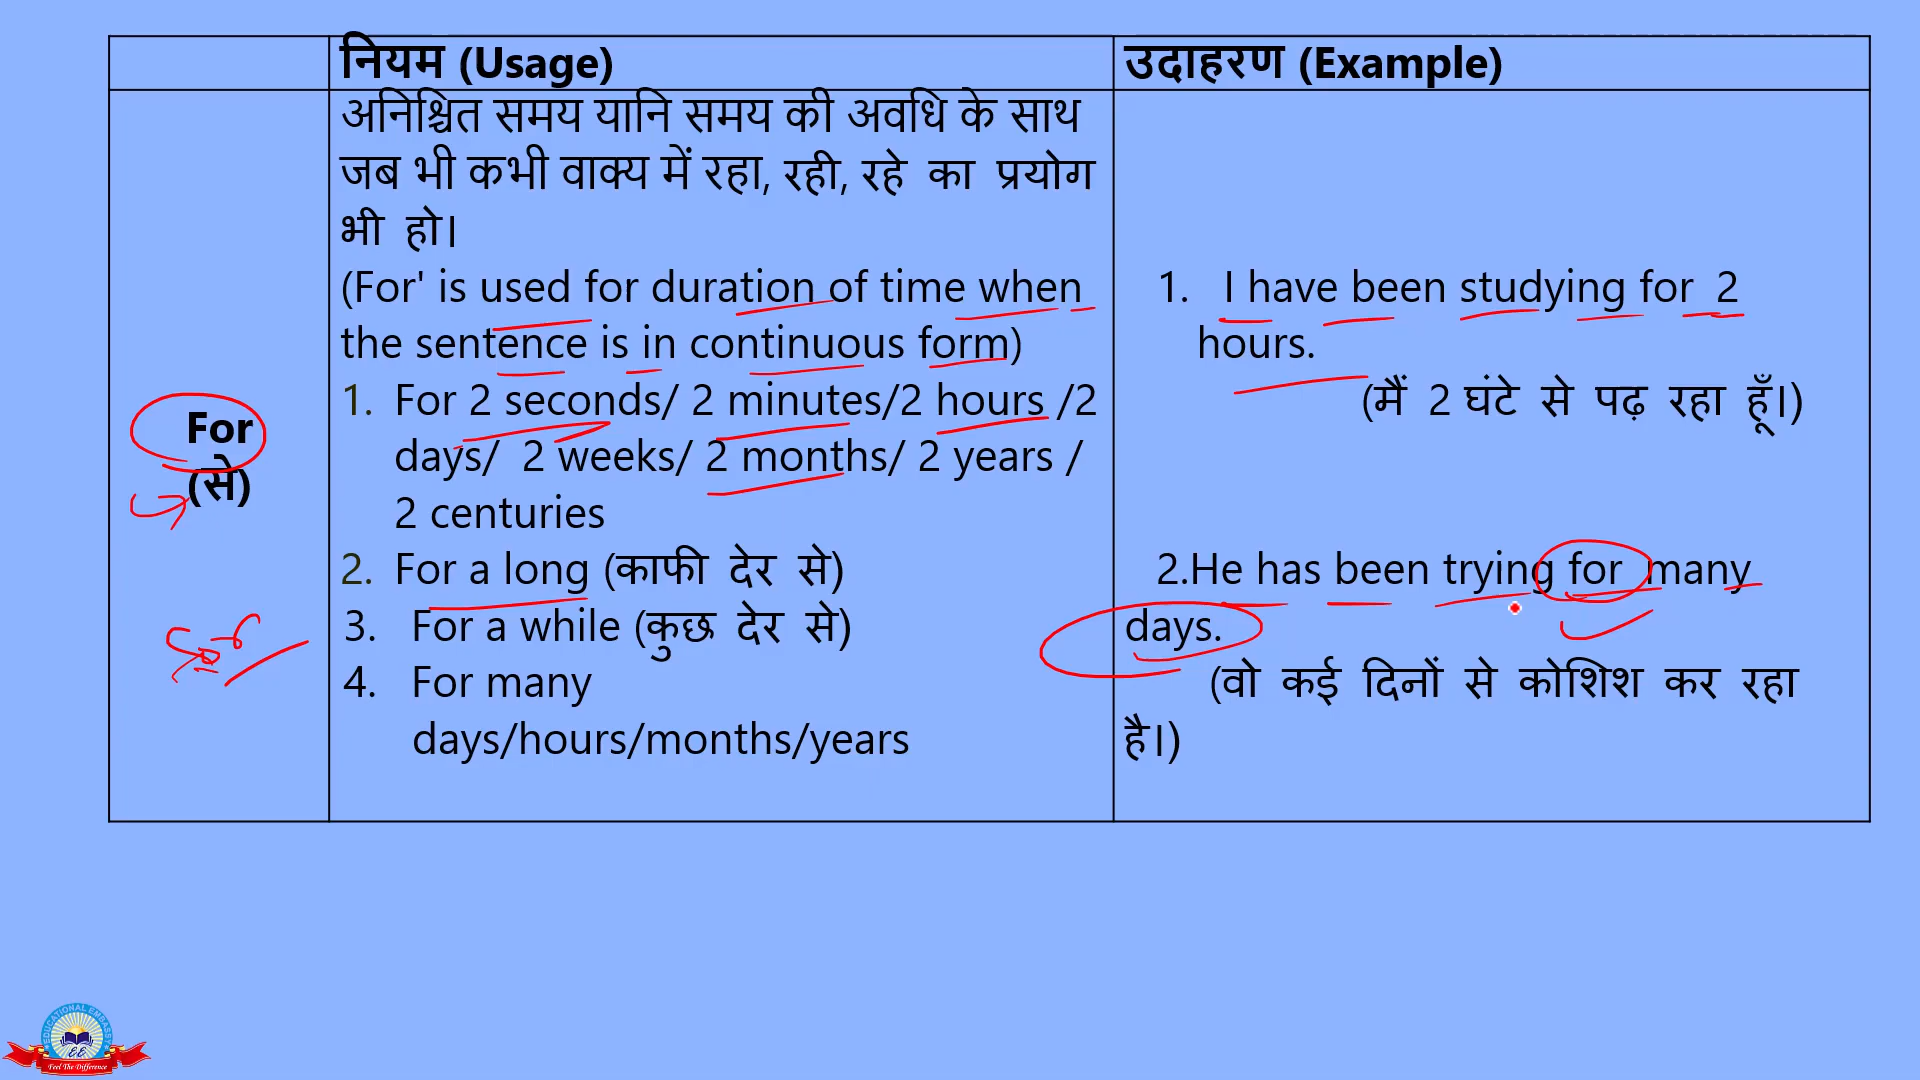 नियम (Usage)
उदाहरण (Example)
For
(से)
अनिश्चित समय यानि समय की अवधि के साथ
जब भी कभी वाक्य में रहा, रही, रहे का प्रयोग
भी हो।
(For' is used for duration of time when
the sentence is in continuous form)
1. For 2 seconds/ 2 minutes/2 hours /2
days/ 2 weeks/ 2 months/ 2 years /
2 centuries
2. For a long (काफी देर से)
3. For a while (कुछ देर से)
4. For many
days/hours/months/years
1. I have been studying for 2
hours.
(मैं 2 घंटे से पढ़ रहा हूँ।)
2.He has been trying for many
days.
(वो कई दिनों से कोशिश कर रहा
है।)
EDUCATIONAL EMBASSY
E.E
Feel The Difference